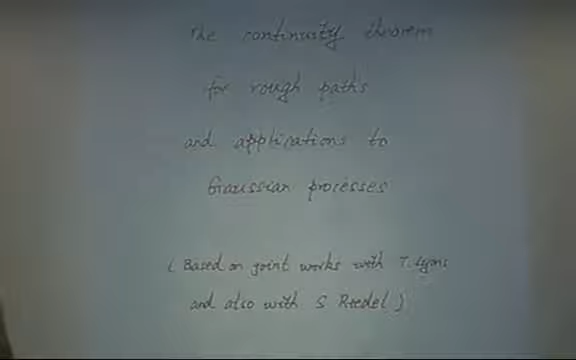 The continuity theorem
for rough paths
and applications to
Gaussian processes
( Based on joint works with T. Lyons
and also with S Riedel )